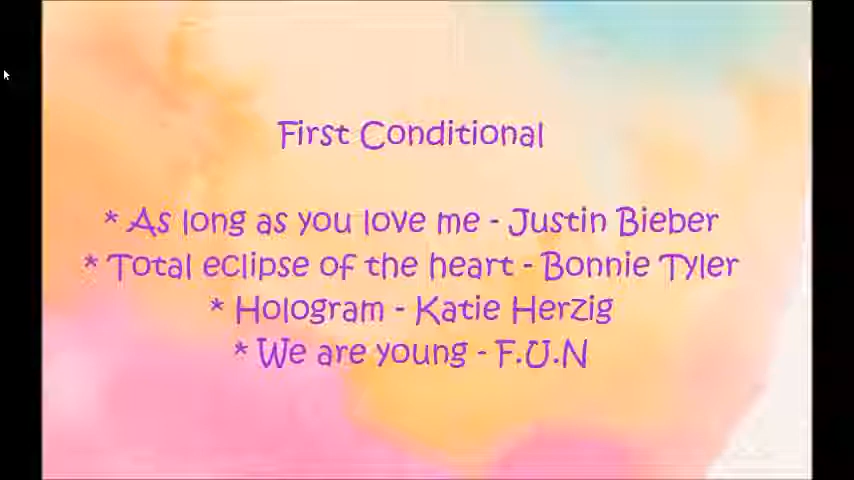 First Conditional
* As long as you love me - Justin Bieber
* Total eclipse of the heart - Bonnie Tyler
* Hologram - Katie Herzig
* We are young - F.U.N